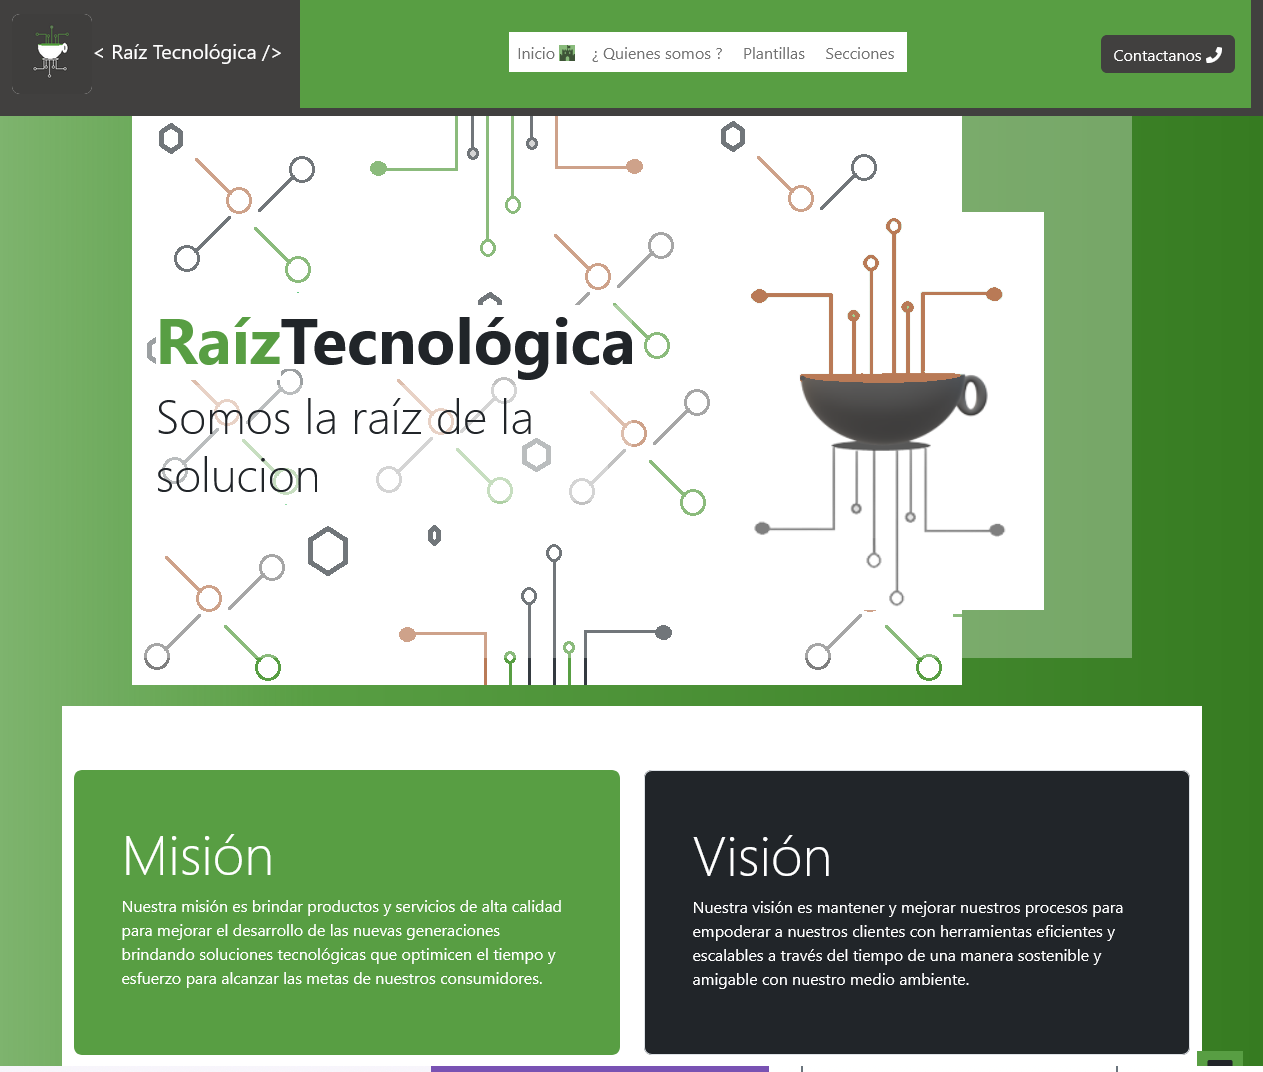 < Raíz Tecnológica />
Inicio
¿ Quienes somos ?
Plantillas
Secciones
Contactanos
RaízTecnológica
Somos la raíz de la
solucion
Misión
Nuestra misión es brindar productos y servicios de alta calidad
para mejorar el desarrollo de las nuevas generaciones
brindando soluciones tecnológicas que optimicen el tiempo y
esfuerzo para alcanzar las metas de nuestros consumidores.
Visión
Nuestra visión es mantener y mejorar nuestros procesos para
empoderar a nuestros clientes con herramientas eficientes y
escalables a través del tiempo de una manera sostenible y
amigable con nuestro medio ambiente.